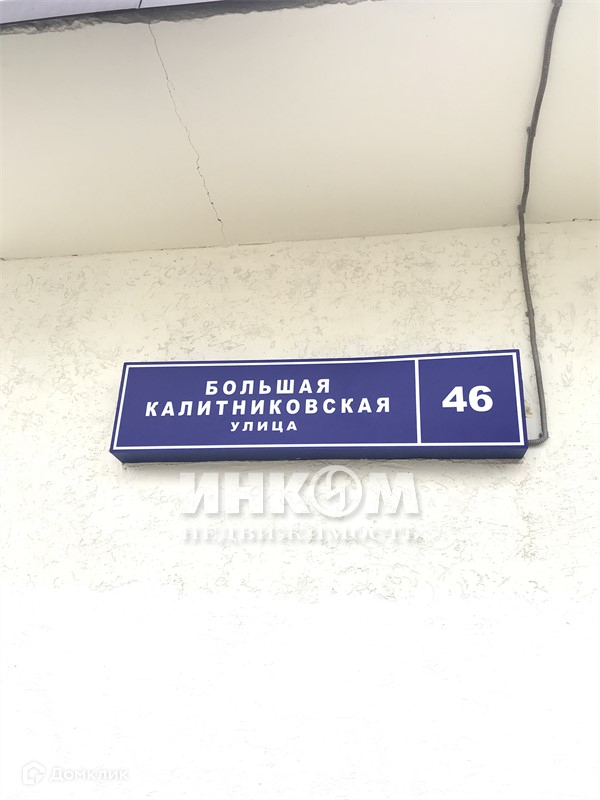 БОЛЬШАЯ
КАЛИТНИКОВСКАЯ
УЛИЦА
46
ИНКОМ
НЕДВИЖИМОСТЬ
Домклик